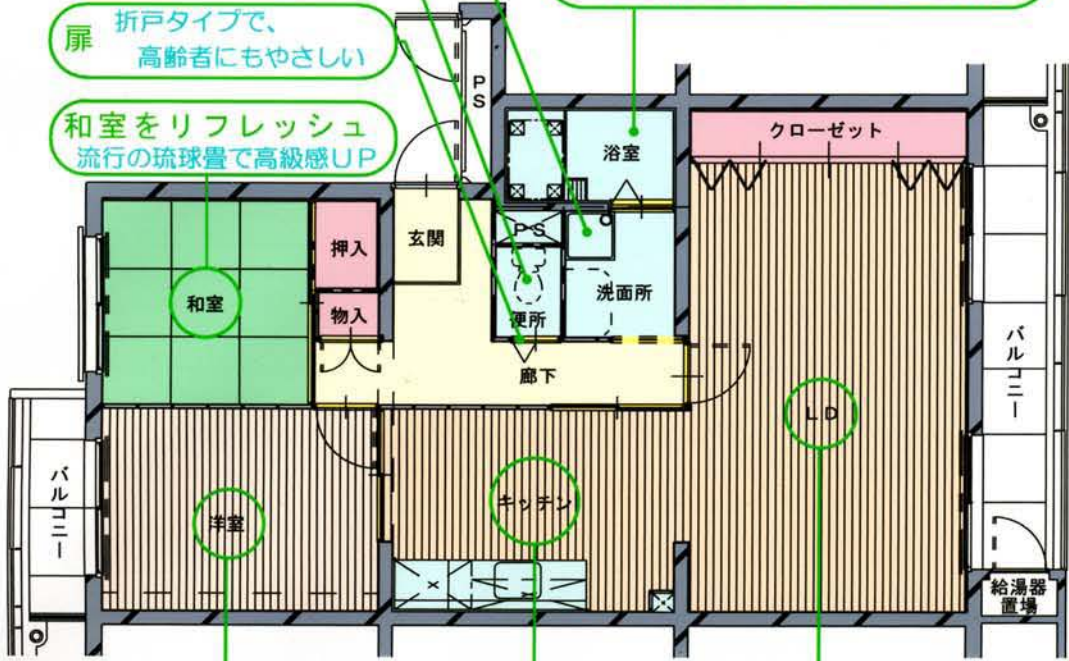 扉 折戸タイプで、
高齢者にもやさしい
和室をリフレッシュ
流行の琉球畳で高級感UP
PS
クローゼット
浴室
玄関
押入
PS
洗面所
和室
物入
便所
廊下
バルコニー
LD
バルコニー
キッチン
洋室
給湯器
置場